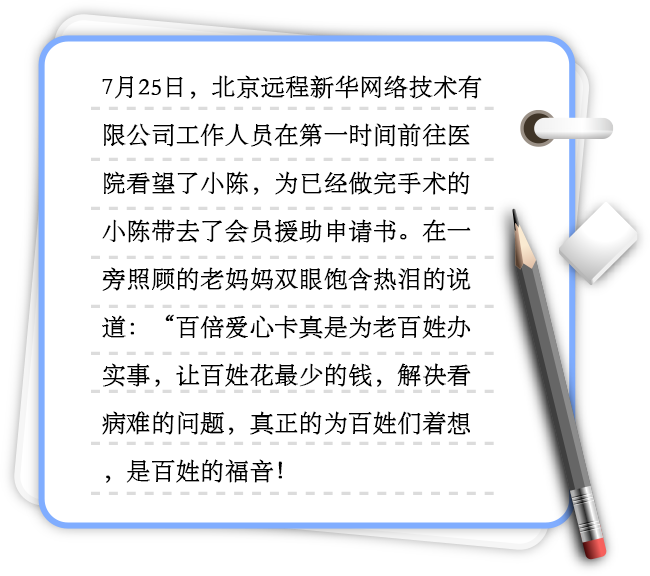 7月25日，北京远程新华网络技术有
限公司工作人员在第一时间前往医
院看望了小陈，为已经做完手术的
小陈带去了会员援助申请书。在一
旁照顾的老妈妈双眼饱含热泪的说
道：“百倍爱心卡真是为老百姓办
实事，让百姓花最少的钱，解决看
病难的问题，真正的为百姓们着想
，是百姓的福音！